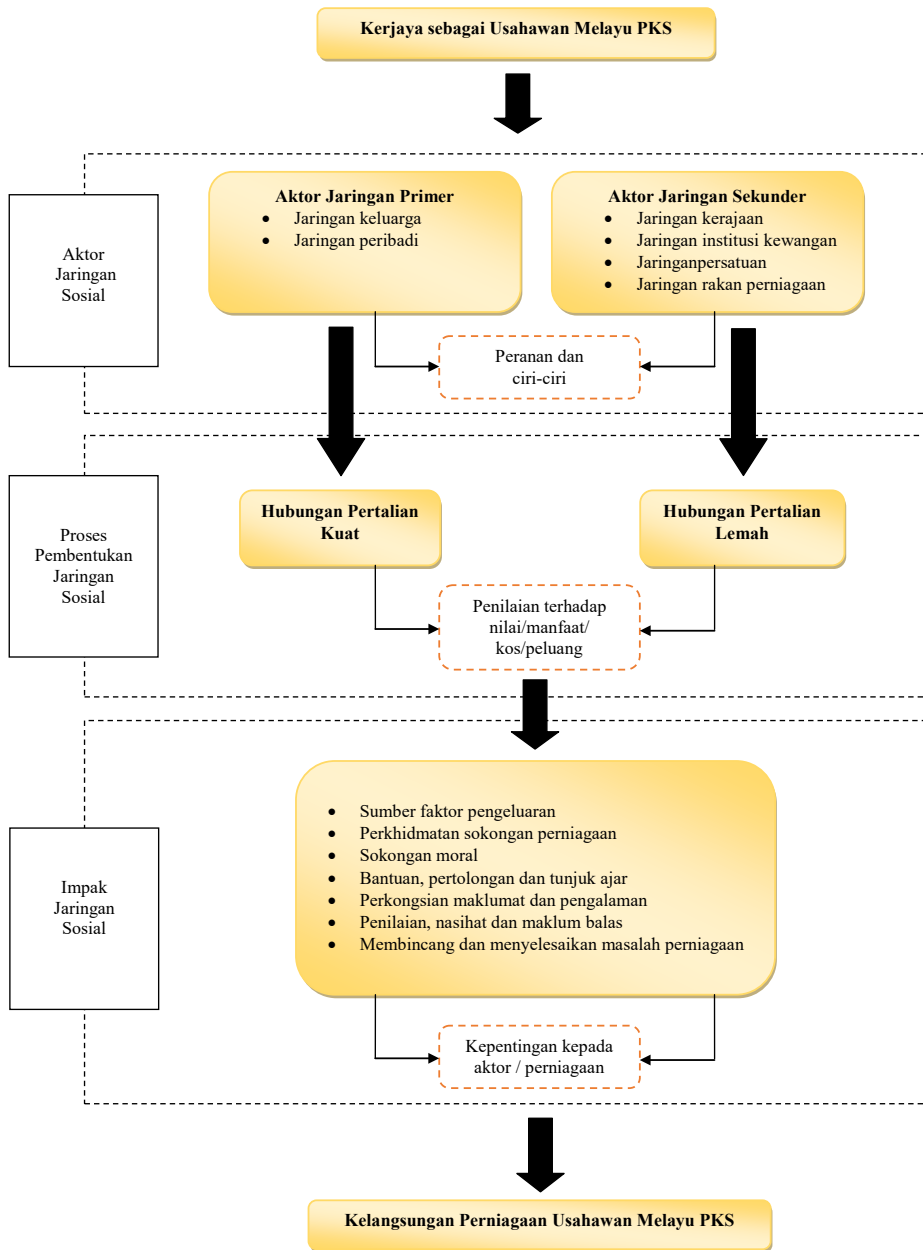 Kerjaya sebagai Usahawan Melayu PKS
Aktor
Jaringan
Sosial
Aktor Jaringan Primer
• Jaringan keluarga
• Jaringan peribadi
Aktor Jaringan Sekunder
• Jaringan kerajaan
• Jaringan institusi kewangan
• Jaringanpersatuan
• Jaringan rakan perniagaan
Peranan dan
ciri-ciri
Proses
Pembentukan
Jaringan
Sosial
Hubungan Pertalian
Kuat
Hubungan Pertalian
Lemah
Penilaian terhadap
nilai/manfaat/
kos/peluang
Impak
Jaringan
Sosial
• Sumber faktor pengeluaran
• Perkhidmatan sokongan perniagaan
• Sokongan moral
• Bantuan, pertolongan dan tunjuk ajar
• Perkongsian maklumat dan pengalaman
• Penilaian, nasihat dan maklum balas
• Membincang dan menyelesaikan masalah perniagaan
Kepentingan kepada
aktor / perniagaan
Kelangsungan Perniagaan Usahawan Melayu PKS